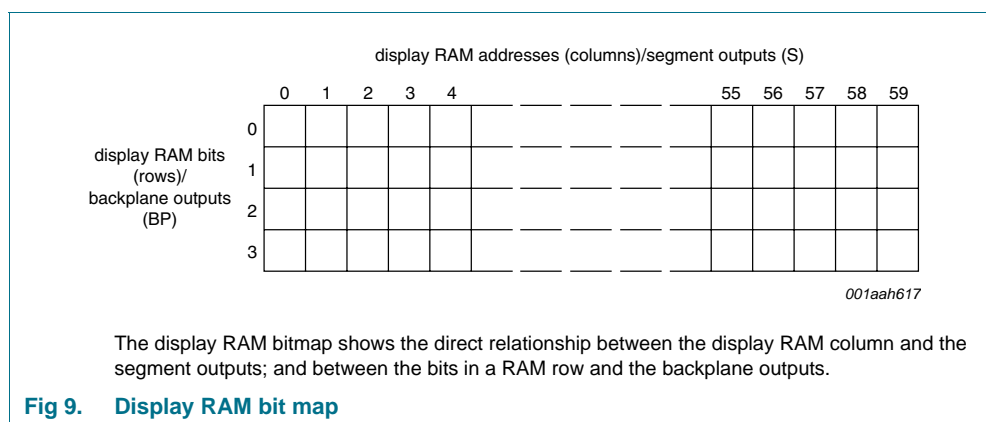 display RAM addresses (columns)/segment outputs (S)
0 1 2 3 4 55 56 57 58 59
0
display RAM bits
(rows)/
backplane outputs
(BP)
1
2
3
001aah617
The display RAM bitmap shows the direct relationship between the display RAM column and the
segment outputs; and between the bits in a RAM row and the backplane outputs.
Fig 9. Display RAM bit map